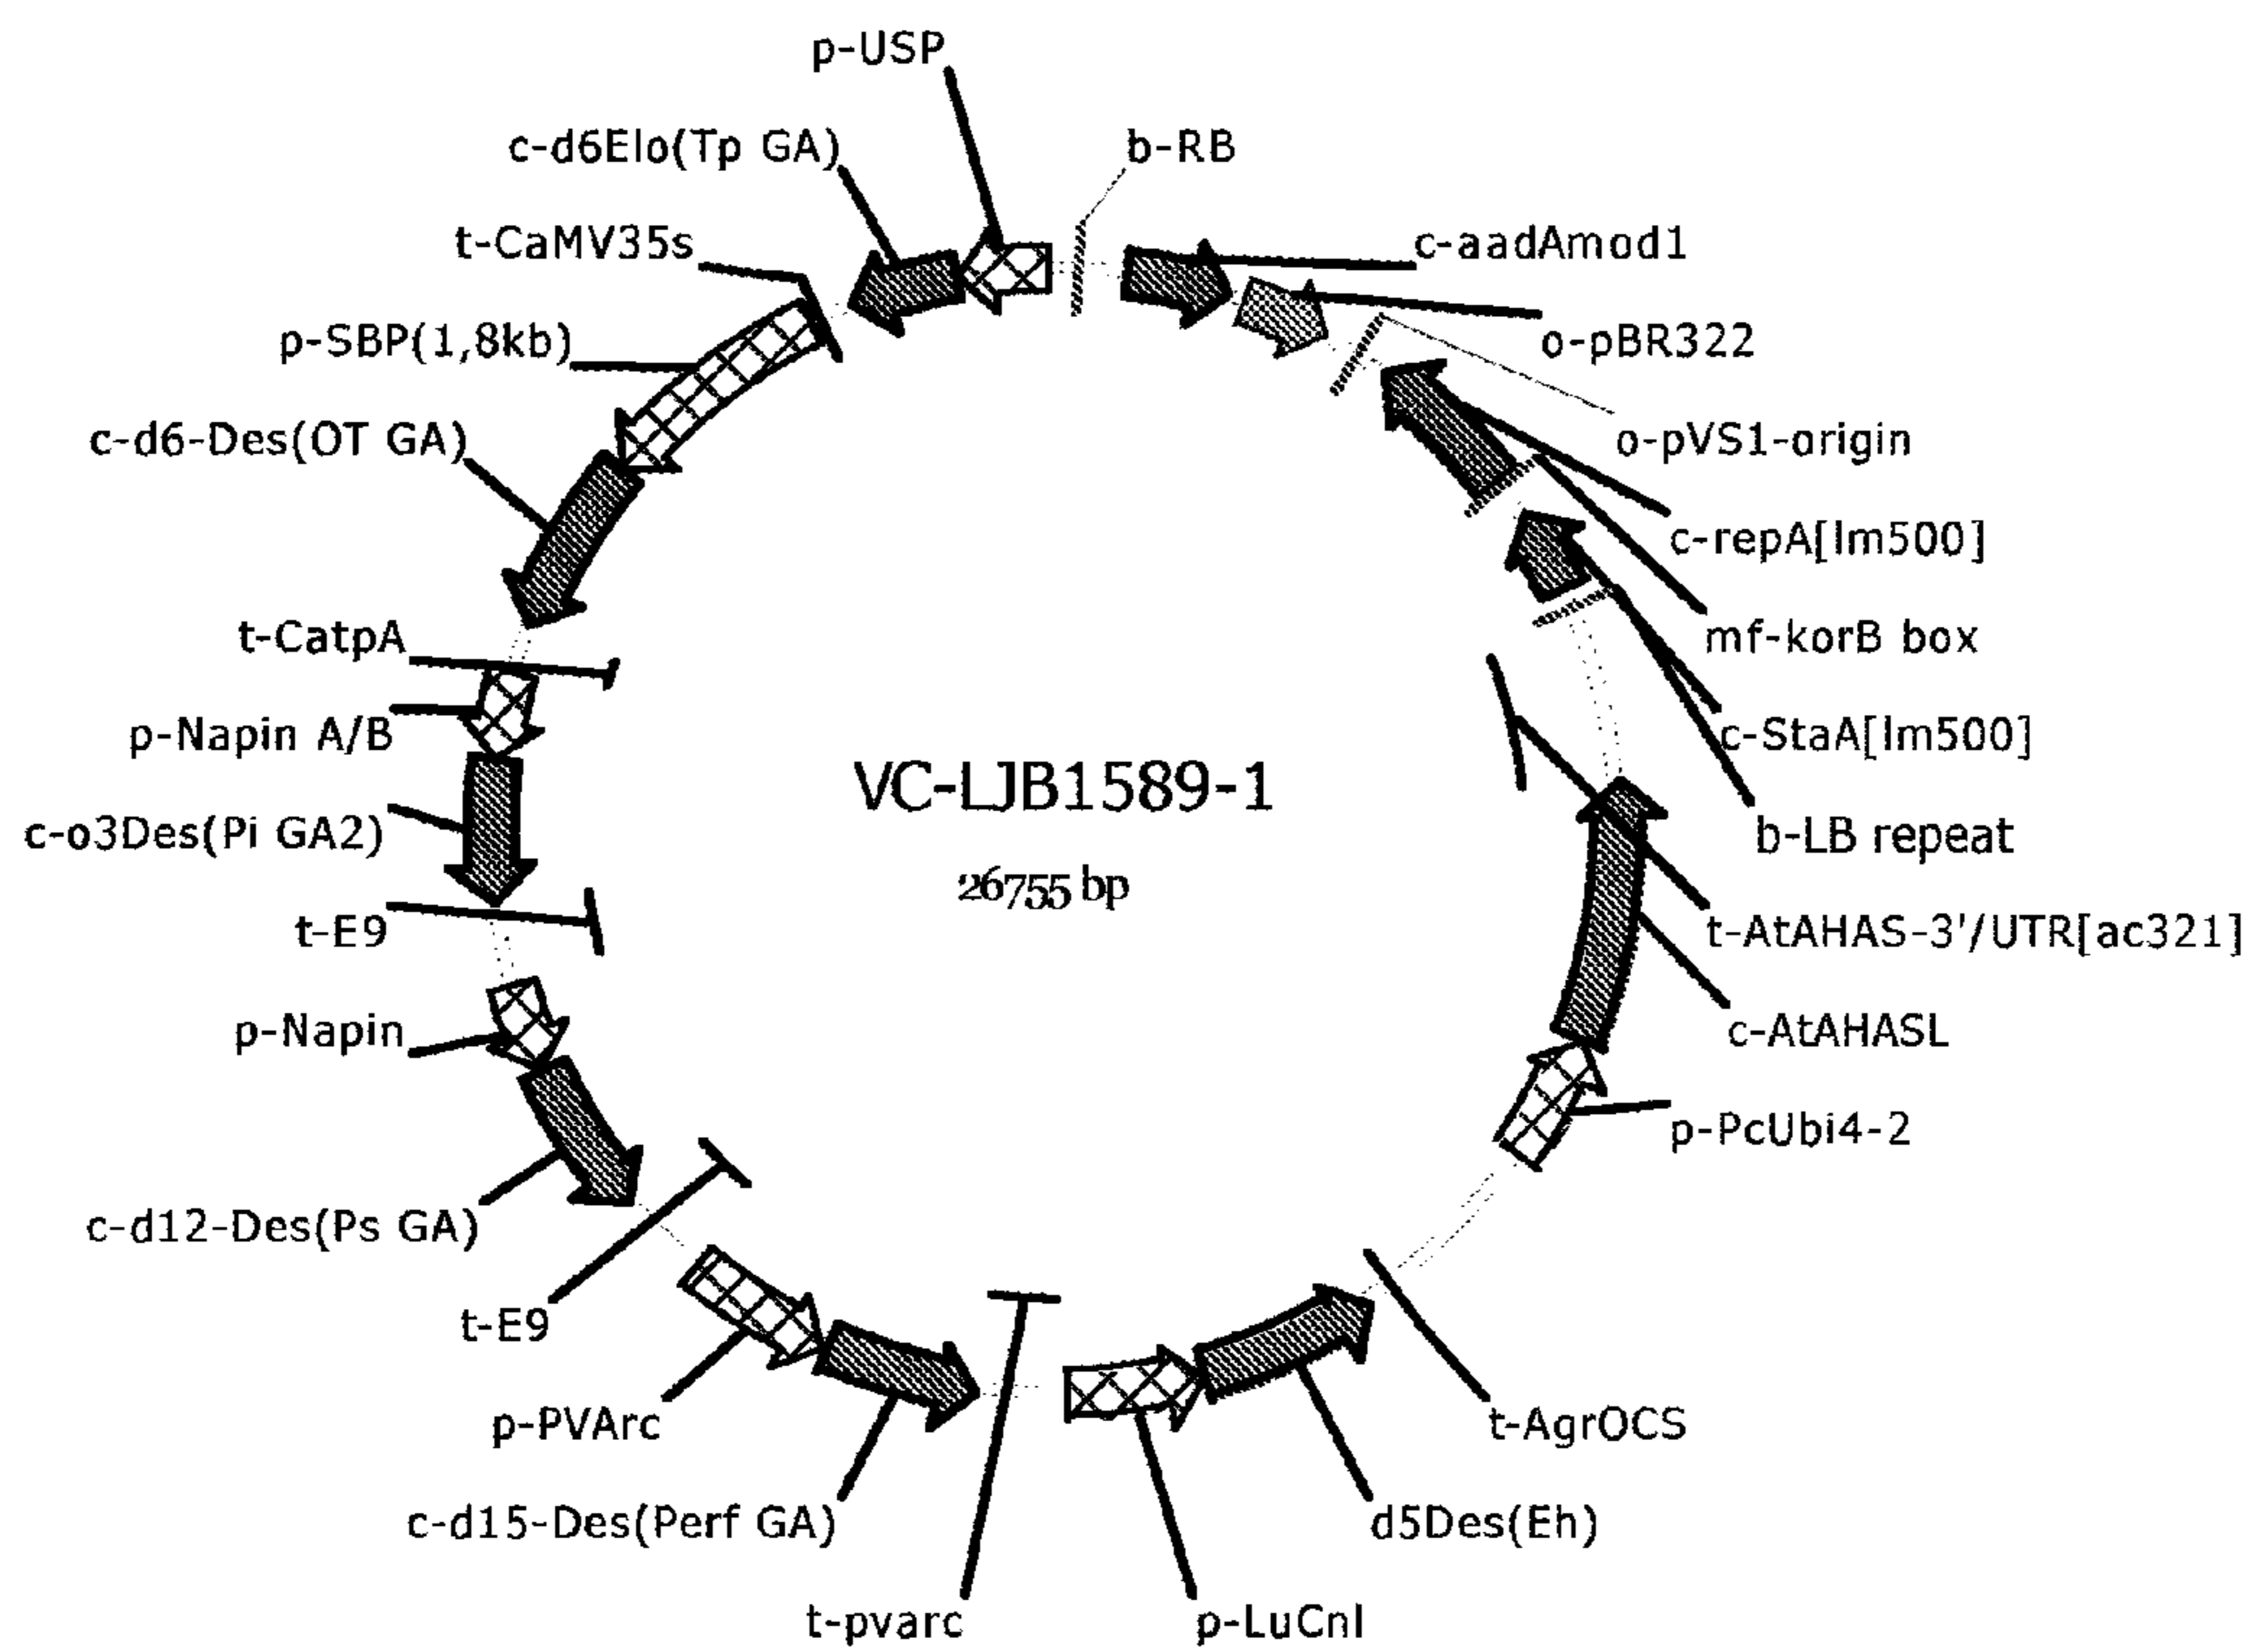 p-USP
c-d6Elo(Tp GA)
b-RB
t-CaMV35s
c-aadAmod1
p-SBP(1,8kb)
o-pBR322
c-d6-Des(OT GA)
o-pVS1-origin
c-repA[lm500]
t-CatpA
mf-korB box
p-Napin A/B
c-StaA[lm500]
VC-LJB1589-1
c-o3Des(Pi GA2)
b-LB repeat
26755 bp
t-E9
t-AtAHAS-3'/UTR[ac321]
p-Napin
c-AtAHASL
p-PcUbi4-2
c-d12-Des(Ps GA)
t-E9
p-PVArc
t-AgrOCS
c-d15-Des(Perf GA)
d5Des(Eh)
t-pvarc
p-LuCnl